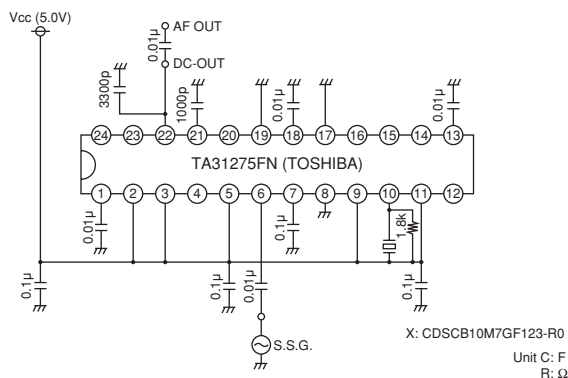 Vcc (5.0V)
AF OUT
0.01μ
DC-OUT
3300p
1000p
0.01μ
0.01μ
24 23 22 21 20 19 18 17 16 15 14 13
TA31275FN (TOSHIBA)
1 2 3 4 5 6 7 8 9 10 11 12
0.01μ
0.1μ
1.8k
0.1μ
0.1μ
0.01μ
0.1μ
S.S.G.
X: CDSCB10M7GF123-R0
Unit C: F
R: Ω